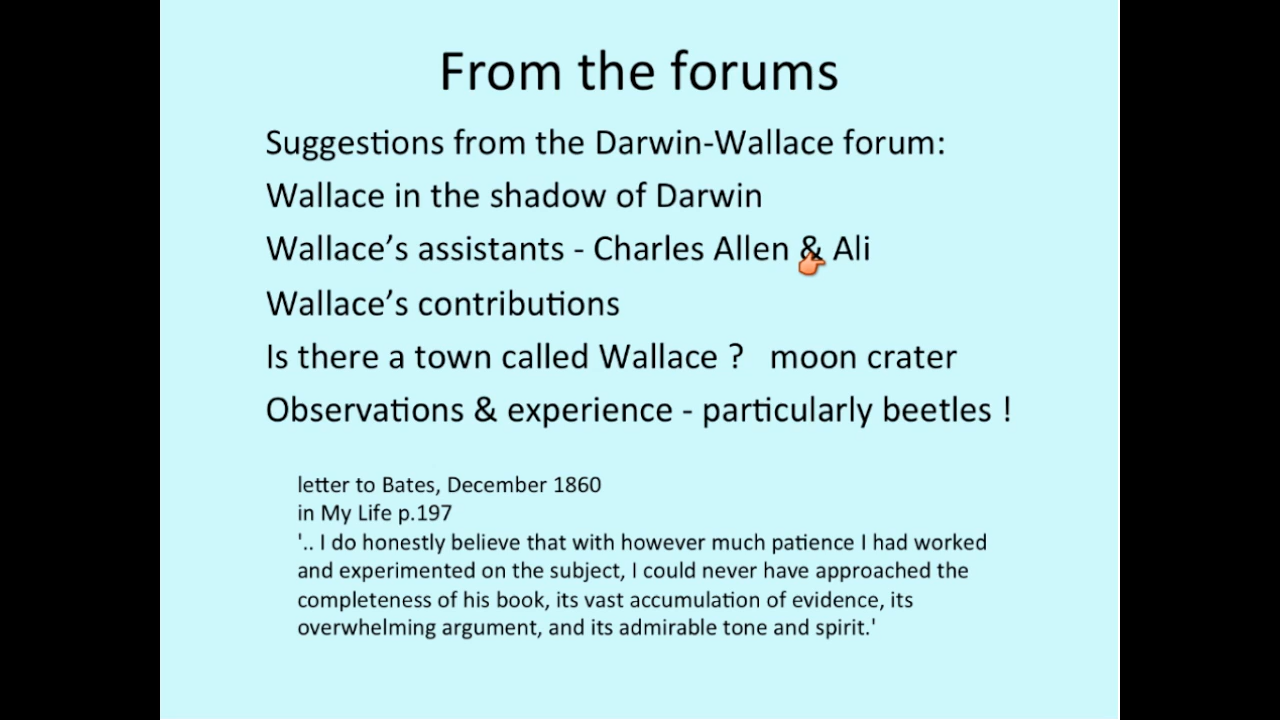 From the forums
Suggestions from the Darwin-Wallace forum:
Wallace in the shadow of Darwin
Wallace’s assistants - Charles Allen & Ali
Wallace’s contributions
Is there a town called Wallace ?   moon crater
Observations & experience - particularly beetles !
letter to Bates, December 1860
in My Life p.197
'.. I do honestly believe that with however much patience I had worked
and experimented on the subject, I could never have approached the
completeness of his book, its vast accumulation of evidence, its
overwhelming argument, and its admirable tone and spirit.'